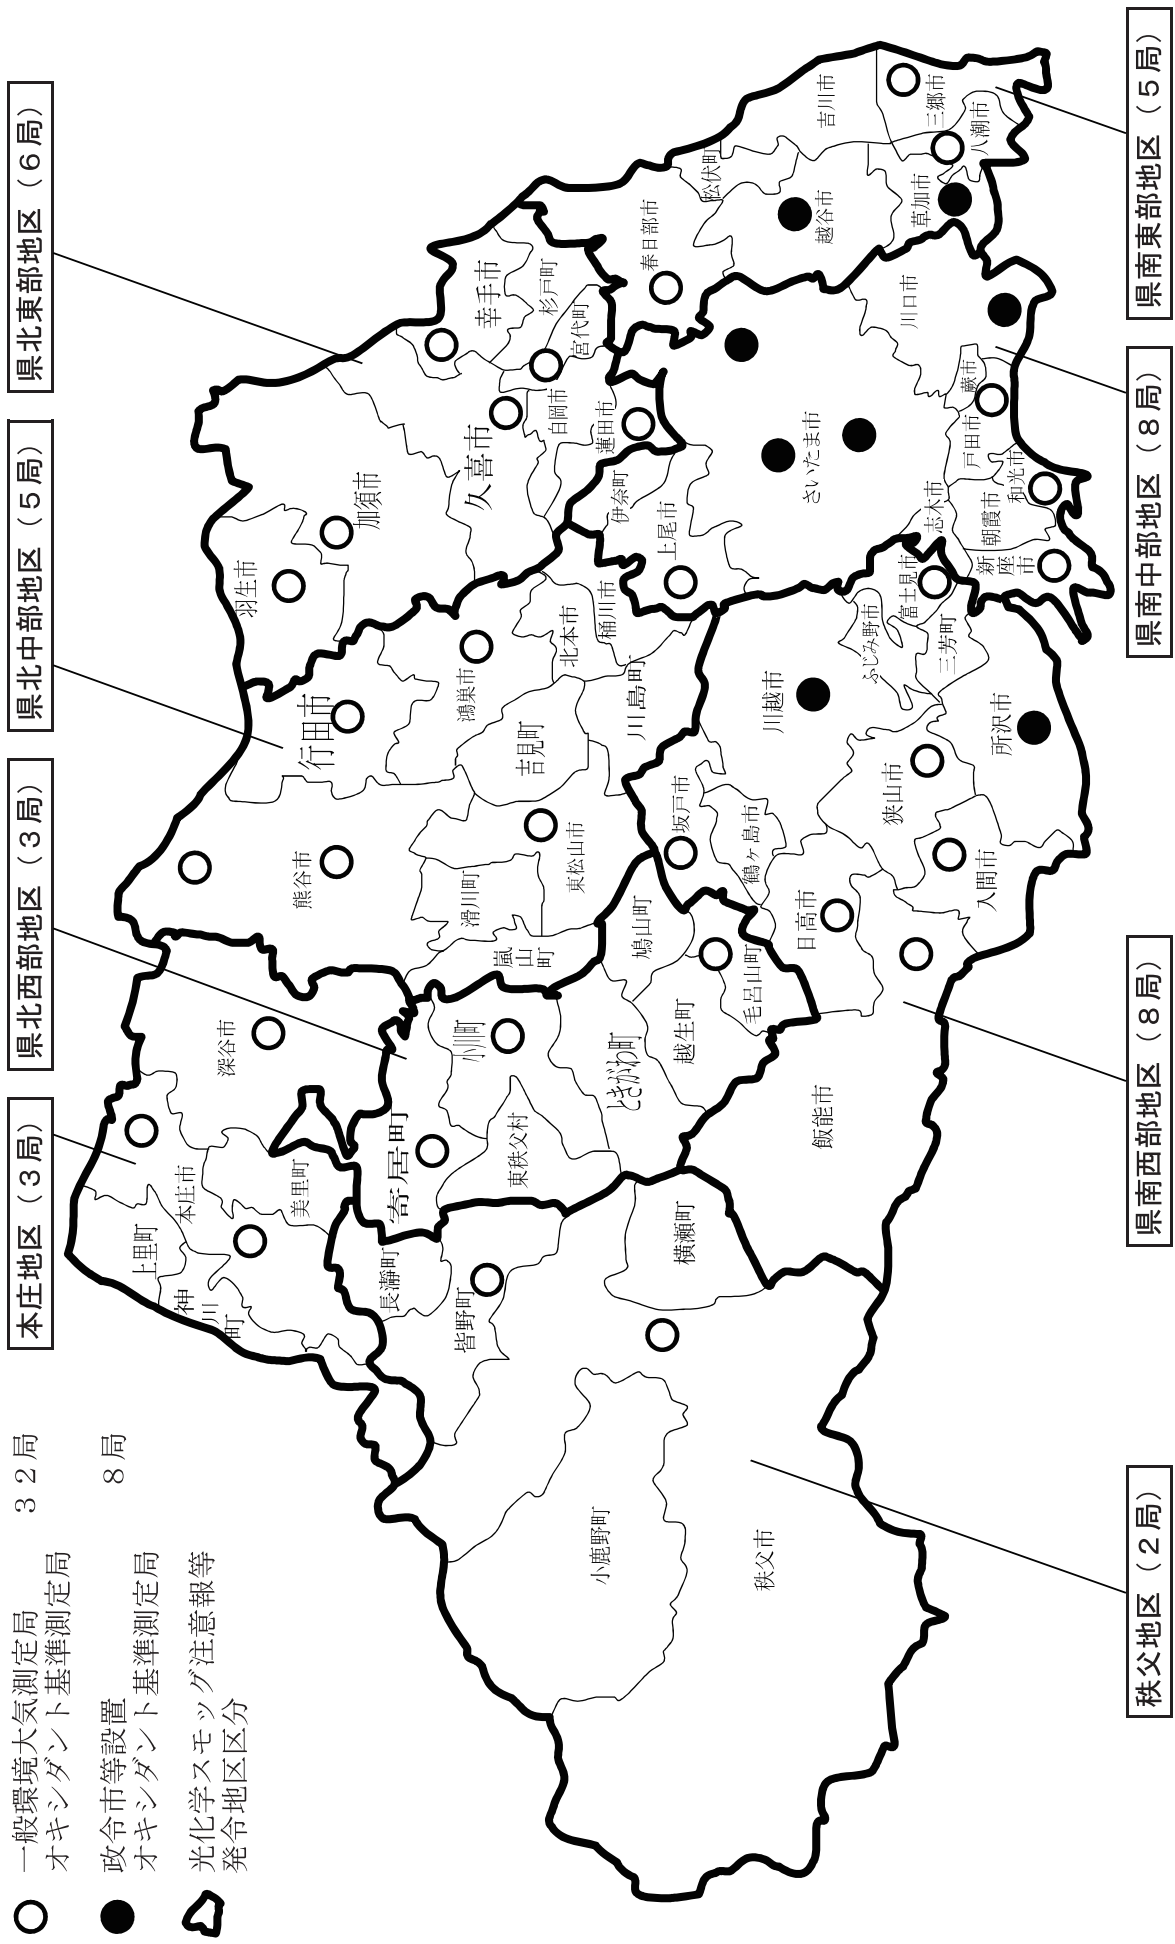 本庄地区（3局）
県北西部地区（3局）
県北中部地区（5局）
県北東部地区（6局）
一般環境大気測定局　３２局
オキシダント基準測定局
政令市等設置　８局
オキシダント基準測定局
光化学スモッグ注意報等
発令地区区分
上里町
本庄市
神川町
美里町
深谷市
熊谷市
行田市
羽生市
加須市
久喜市
幸手市
杉戸町
宮代町
白岡市
蓮田市
長瀞町
皆野町
寄居町
小川町
東秩父村
ときがわ町
嵐山町
滑川町
東松山市
吉見町
鴻巣市
北本市
桶川市
川島町
伊奈町
上尾市
春日部市
松伏町
吉川市
三郷市
八潮市
草加市
越谷市
川口市
さいたま市
蕨市
戸田市
和光市
朝霞市
志木市
新座市
富士見市
ふじみ野市
三芳町
川越市
所沢市
狭山市
入間市
坂戸市
鶴ヶ島市
日高市
鳩山町
毛呂山町
越生町
飯能市
横瀬町
小鹿野町
秩父市
秩父地区（2局）
県南西部地区（8局）
県南中部地区（8局）
県南東部地区（5局）